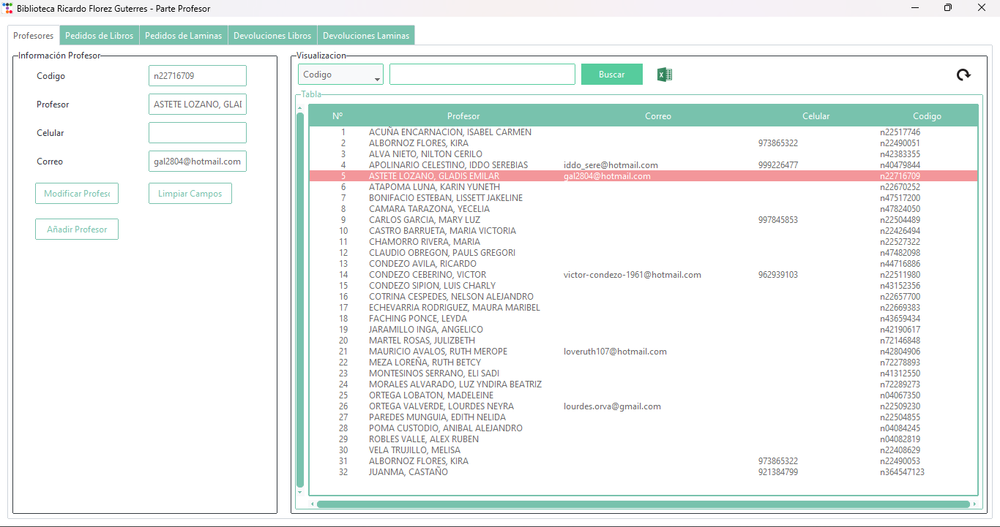 Biblioteca Ricardo Florez Guterres - Parte Profesor
Profesores Pedidos de Libros Pedidos de Laminas Devoluciones Libros Devoluciones Laminas
Información Profesor
Codigo n22716709
Profesor ASTETE LOZANO, GLAI
Celular
Correo gal2804@hotmail.com
Modificar Profesc Limpiar Campos
Añadir Profesor
Visualizacion
Codigo Buscar
Tabla
Nº Profesor Correo Celular Codigo
1 ACUÑA ENCARNACION, ISABEL CARMEN n22517746
2 ALBORNOZ FLORES, KIRA 973865322 n22490051
3 ALVA NIETO, NILTON CERILO n42383355
4 APOLINARIO CELESTINO, IDDO SEREBIAS iddo_sere@hotmail.com 999226477 n40479844
5 ASTETE LOZANO, GLADIS EMILAR gal2804@hotmail.com n22716709
6 ATAPOMA LUNA, KARIN YUNETH n22670252
7 BONIFACIO ESTEBAN, LISSETT JAKELINE n47517200
8 CAMARA TARAZONA, YECELIA n47824050
9 CARLOS GARCIA, MARY LUZ 997845853 n22504489
10 CASTRO BARRUETA, MARIA VICTORIA n22426494
11 CHAMORRO RIVERA, MARIA n22527322
12 CLAUDIO OBREGON, PAULS GREGORI n47482098
13 CONDEZO AVILA, RICARDO n44716886
14 CONDEZO CEBERINO, VICTOR victor-condezo-1961@hotmail.com 962939103 n22511980
15 CONDEZO SIPION, LUIS CHARLY n43152356
16 COTRINA CESPEDES, NELSON ALEJANDRO n22657700
17 ECHEVARRIA RODRIGUEZ, MAURA MARIBEL n22669383
18 FACHING PONCE, LEYDA n43659434
19 JARAMILLO INGA, ANGELICO n42190617
20 MARTEL ROSAS, JULIZBETH n72146848
21 MAURICIO AVALOS, RUTH MEROPE loveruth107@hotmail.com n42804906
22 MEZA LOREÑA, RUTH BETCY n72278893
23 MONTESINOS SERRANO, ELI SADI n41312550
24 MORALES ALVARADO, LUZ YNDIRA BEATRIZ n72289273
25 ORTEGA LOBATON, MADELEINE n04067350
26 ORTEGA VALVERDE, LOURDES NEYRA lourdes.orva@gmail.com n22509230
27 PAREDES MUNGUIA, EDITH NELIDA n22504855
28 POMA CUSTODIO, ANIBAL ALEJANDRO n04084245
29 ROBLES VALLE, ALEX RUBEN n04082819
30 VELA TRUJILLO, MELISA n22408629
31 ALBORNOZ FLORES, KIRA 973865322 n22490053
32 JUANMA, CASTAÑO 921384799 n364547123